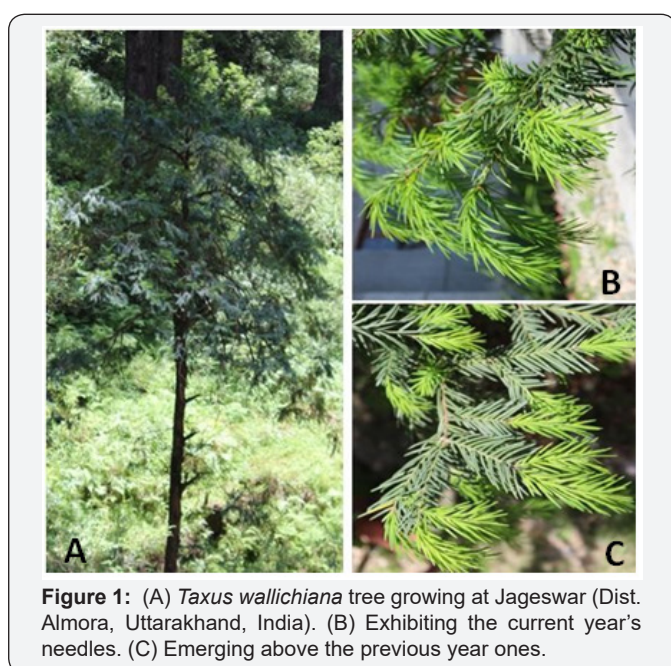 B
A
C
Figure 1: (A) Taxus wallichiana tree growing at Jageswar (Dist.
Almora, Uttarakhand, India). (B) Exhibiting the current year's
needles. (C) Emerging above the previous year ones.